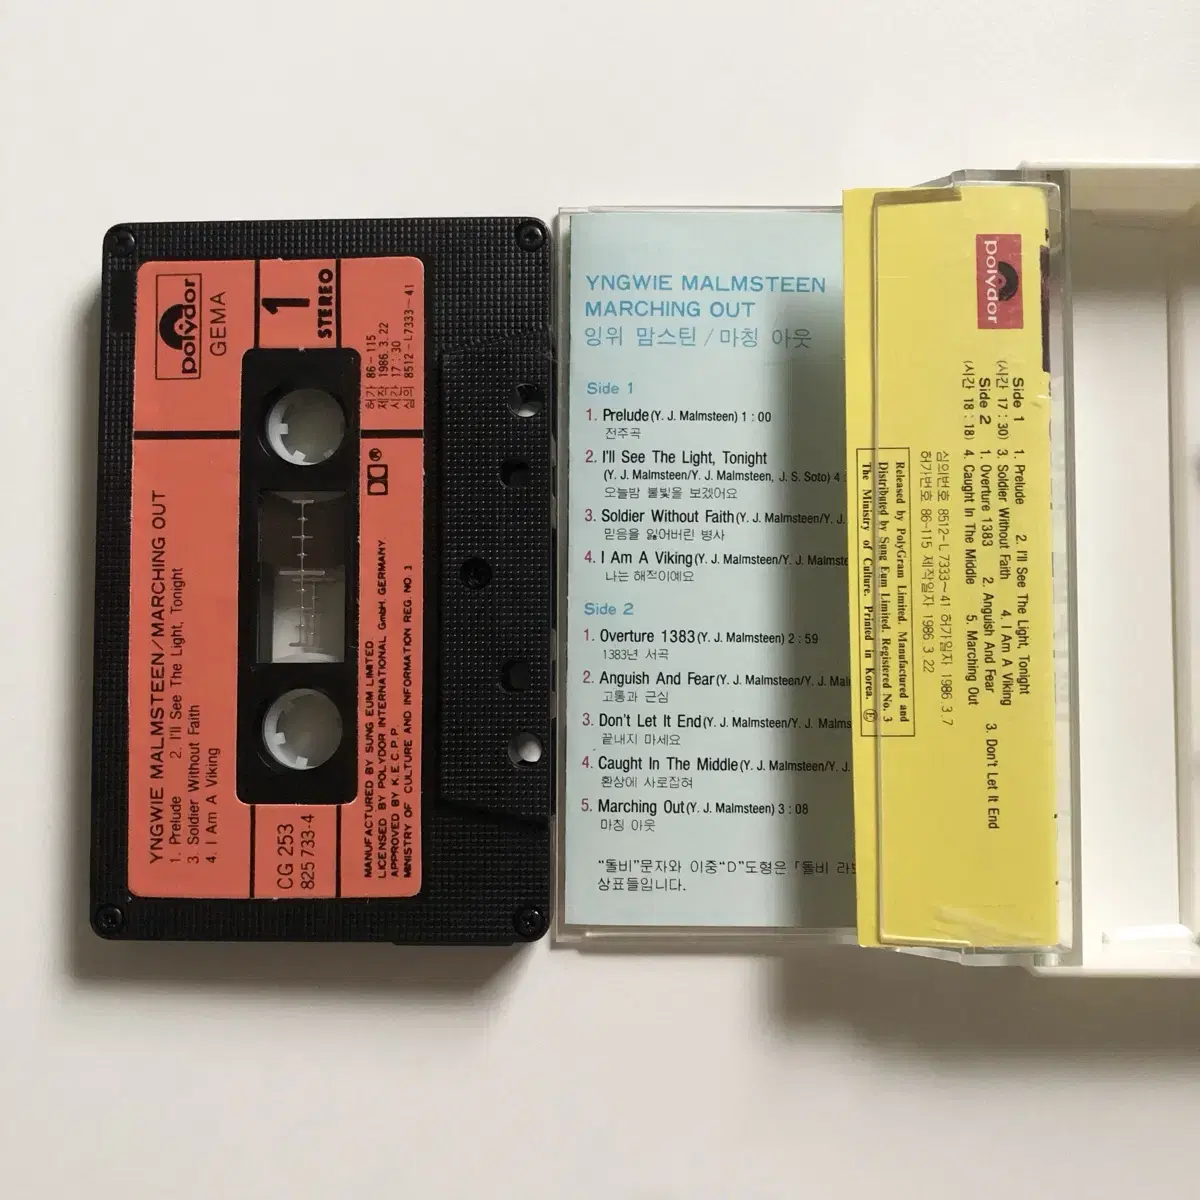 polydor
GEMA
1
STEREO
허가 86-115
제작 1986. 3. 22
시간 17 : 30
심의 8512-L7333~41
YNGWIE MALMSTEEN/MARCHING OUT
1. Prelude 2. I'll See The Light, Tonight
3. Soldier Without Faith
4. I Am A Viking
CG 253
825 733-4
MANUFACTURED BY SUNG EUM LIMITED
LICENSED BY POLYDOR INTERNATIONAL GmbH. GERMANY.
APPROVED BY K.E.C.P.P.
MINISTRY OF CULTURE AND INFORMATION REG. NO. 3
YNGWIE MALMSTEEN
MARCHING OUT
잉위 맘스틴 / 마칭 아웃
Side 1
1. Prelude (Y. J. Malmsteen) 1 : 00
전주곡
2. I'll See The Light, Tonight
(Y. J. Malmsteen/Y. J. Malmsteen, J. S. Soto) 4 :
오늘밤 불빛을 보겠어요
3. Soldier Without Faith (Y. J. Malmsteen/Y. J.
믿음을 잃어버린 병사
4. I Am A Viking (Y. J. Malmsteen/Y. J. Malmste
나는 해적이예요
Side 2
1. Overture 1383 (Y. J. Malmsteen) 2 : 59
1383년 서곡
2. Anguish And Fear (Y. J. Malmsteen/Y. J. Mal
고통과 근심
3. Don't Let It End (Y. J. Malmsteen/Y. J. Malms
끝내지 마세요
4. Caught In The Middle (Y. J. Malmsteen/Y. J.
환상에 사로잡혀
5. Marching Out (Y. J. Malmsteen) 3 : 08
마칭 아웃
"돌비"문자와 이중"D"도형은 「돌비 라
상표들입니다.
polydor
Side 1 1. Prelude 2. I'll See The Light, Tonight
(시간 17 : 30) 3. Soldier Without Faith 4. I Am A Viking
Side 2 1. Overture 1383 2. Anguish And Fear 3. Don't Let It End
(시간 18 : 18) 4. Caught In The Middle 5. Marching Out
심의번호 8512-L 7333~41 허가일자 1986 3. 7
허가번호 86-115 제작일자 1986 3 22
Released by PolyGram Limited. Manufactured and
Distributed by Sung Eum Limited. Registered No. 3
The Ministry of Culture. Printed in Korea.